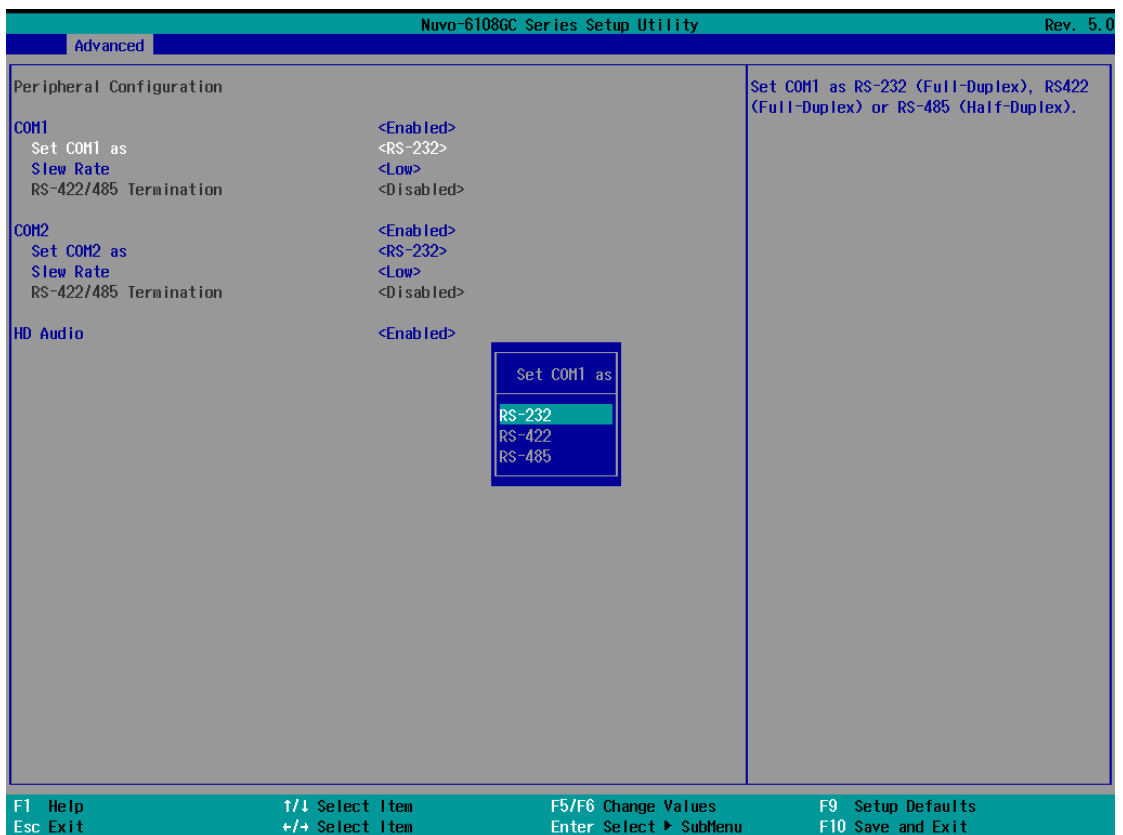 Nuvo-6108GC Series Setup Utility Rev. 5.0
Advanced
Peripheral Configuration
COM1 <Enabled>
Set COM1 as <RS-232>
Slew Rate <Low>
RS-422/485 Termination <Disabled>
COM2 <Enabled>
Set COM2 as <RS-232>
Slew Rate <Low>
RS-422/485 Termination <Disabled>
HD Audio <Enabled>
Set COM1 as
RS-232
RS-422
RS-485
Set COM1 as RS-232 (Full-Duplex), RS422
(Full-Duplex) or RS-485 (Half-Duplex).
F1 Help ↑/↓ Select Item F5/F6 Change Values F9 Setup Defaults
Esc Exit ←/→ Select Item Enter Select ▶ SubMenu F10 Save and Exit